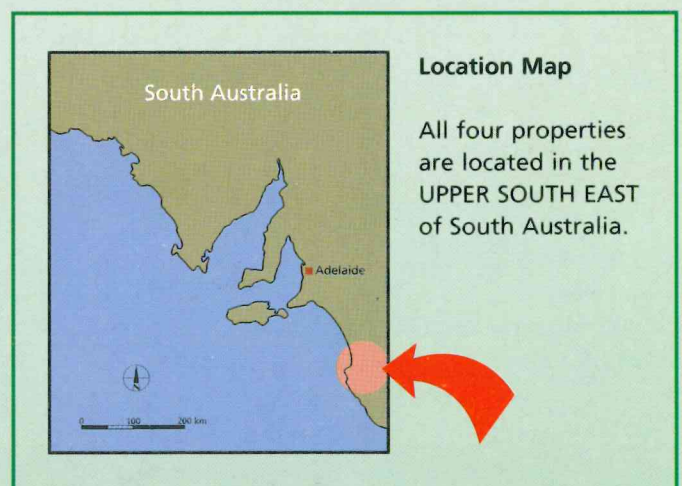 South Australia
Adelaide
0 100 200 km
Location Map
All four properties
are located in the
UPPER SOUTH EAST
of South Australia.